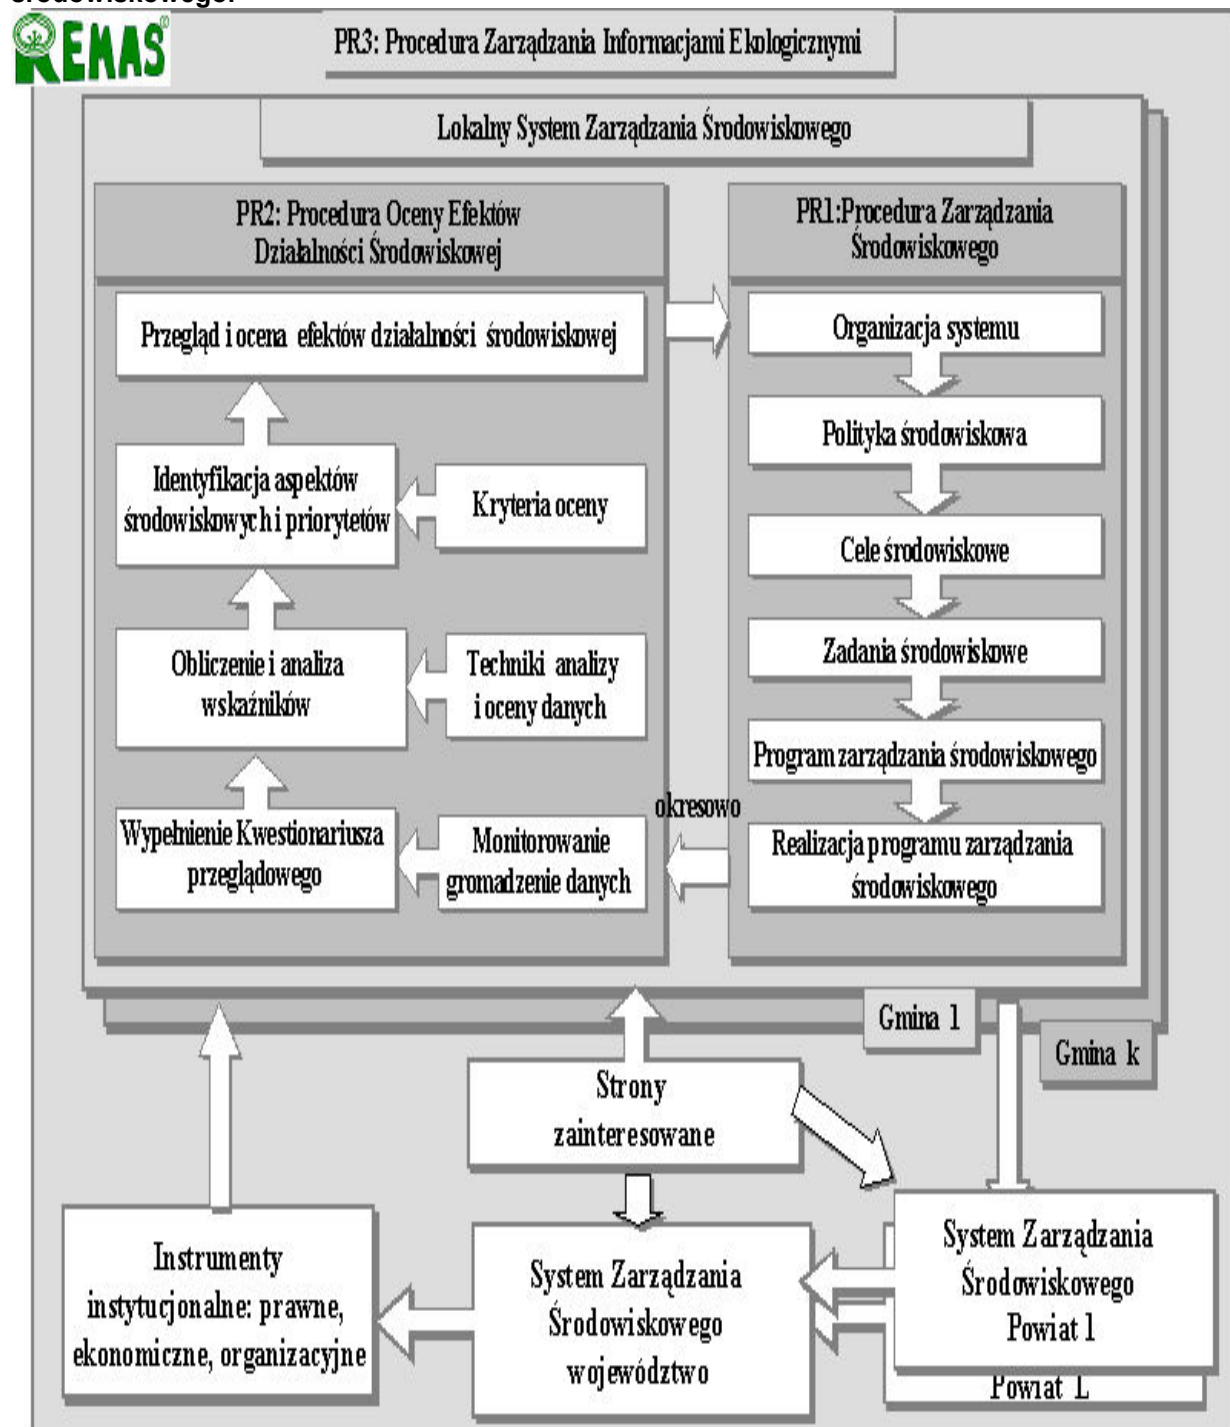 środowiskowego.
REMAS®
PR3: Procedura Zarządzania Informacjami Ekologicznymi
Lokalny System Zarządzania Środowiskowego
PR2: Procedura Oceny Efektów
Działalności Środowiskowej
Przegląd i ocena efektów działalności środowiskowej
Identyfikacja aspektów
środowiskowych i priorytetów
Kryteria oceny
Obliczenie i analiza
wskaźników
Techniki analizy
i oceny danych
Wypełnienie Kwestionariusza
przeglądowego
Monitorowanie
gromadzenie danych
okresowo
PR1:Procedura Zarządzania
Środowiskowego
Organizacja systemu
Polityka środowiskowa
Cele środowiskowe
Zadania środowiskowe
Program zarządzania środowiskowego
Realizacja programu zarządzania
środowiskowego
Gmina 1
Gmina k
Strony
zainteresowane
Instrumenty
instytucjonalne: prawne,
ekonomiczne, organizacyjne
System Zarządzania
Środowiskowego
województwo
System Zarządzania
Środowiskowego
Powiat 1
Powiat L